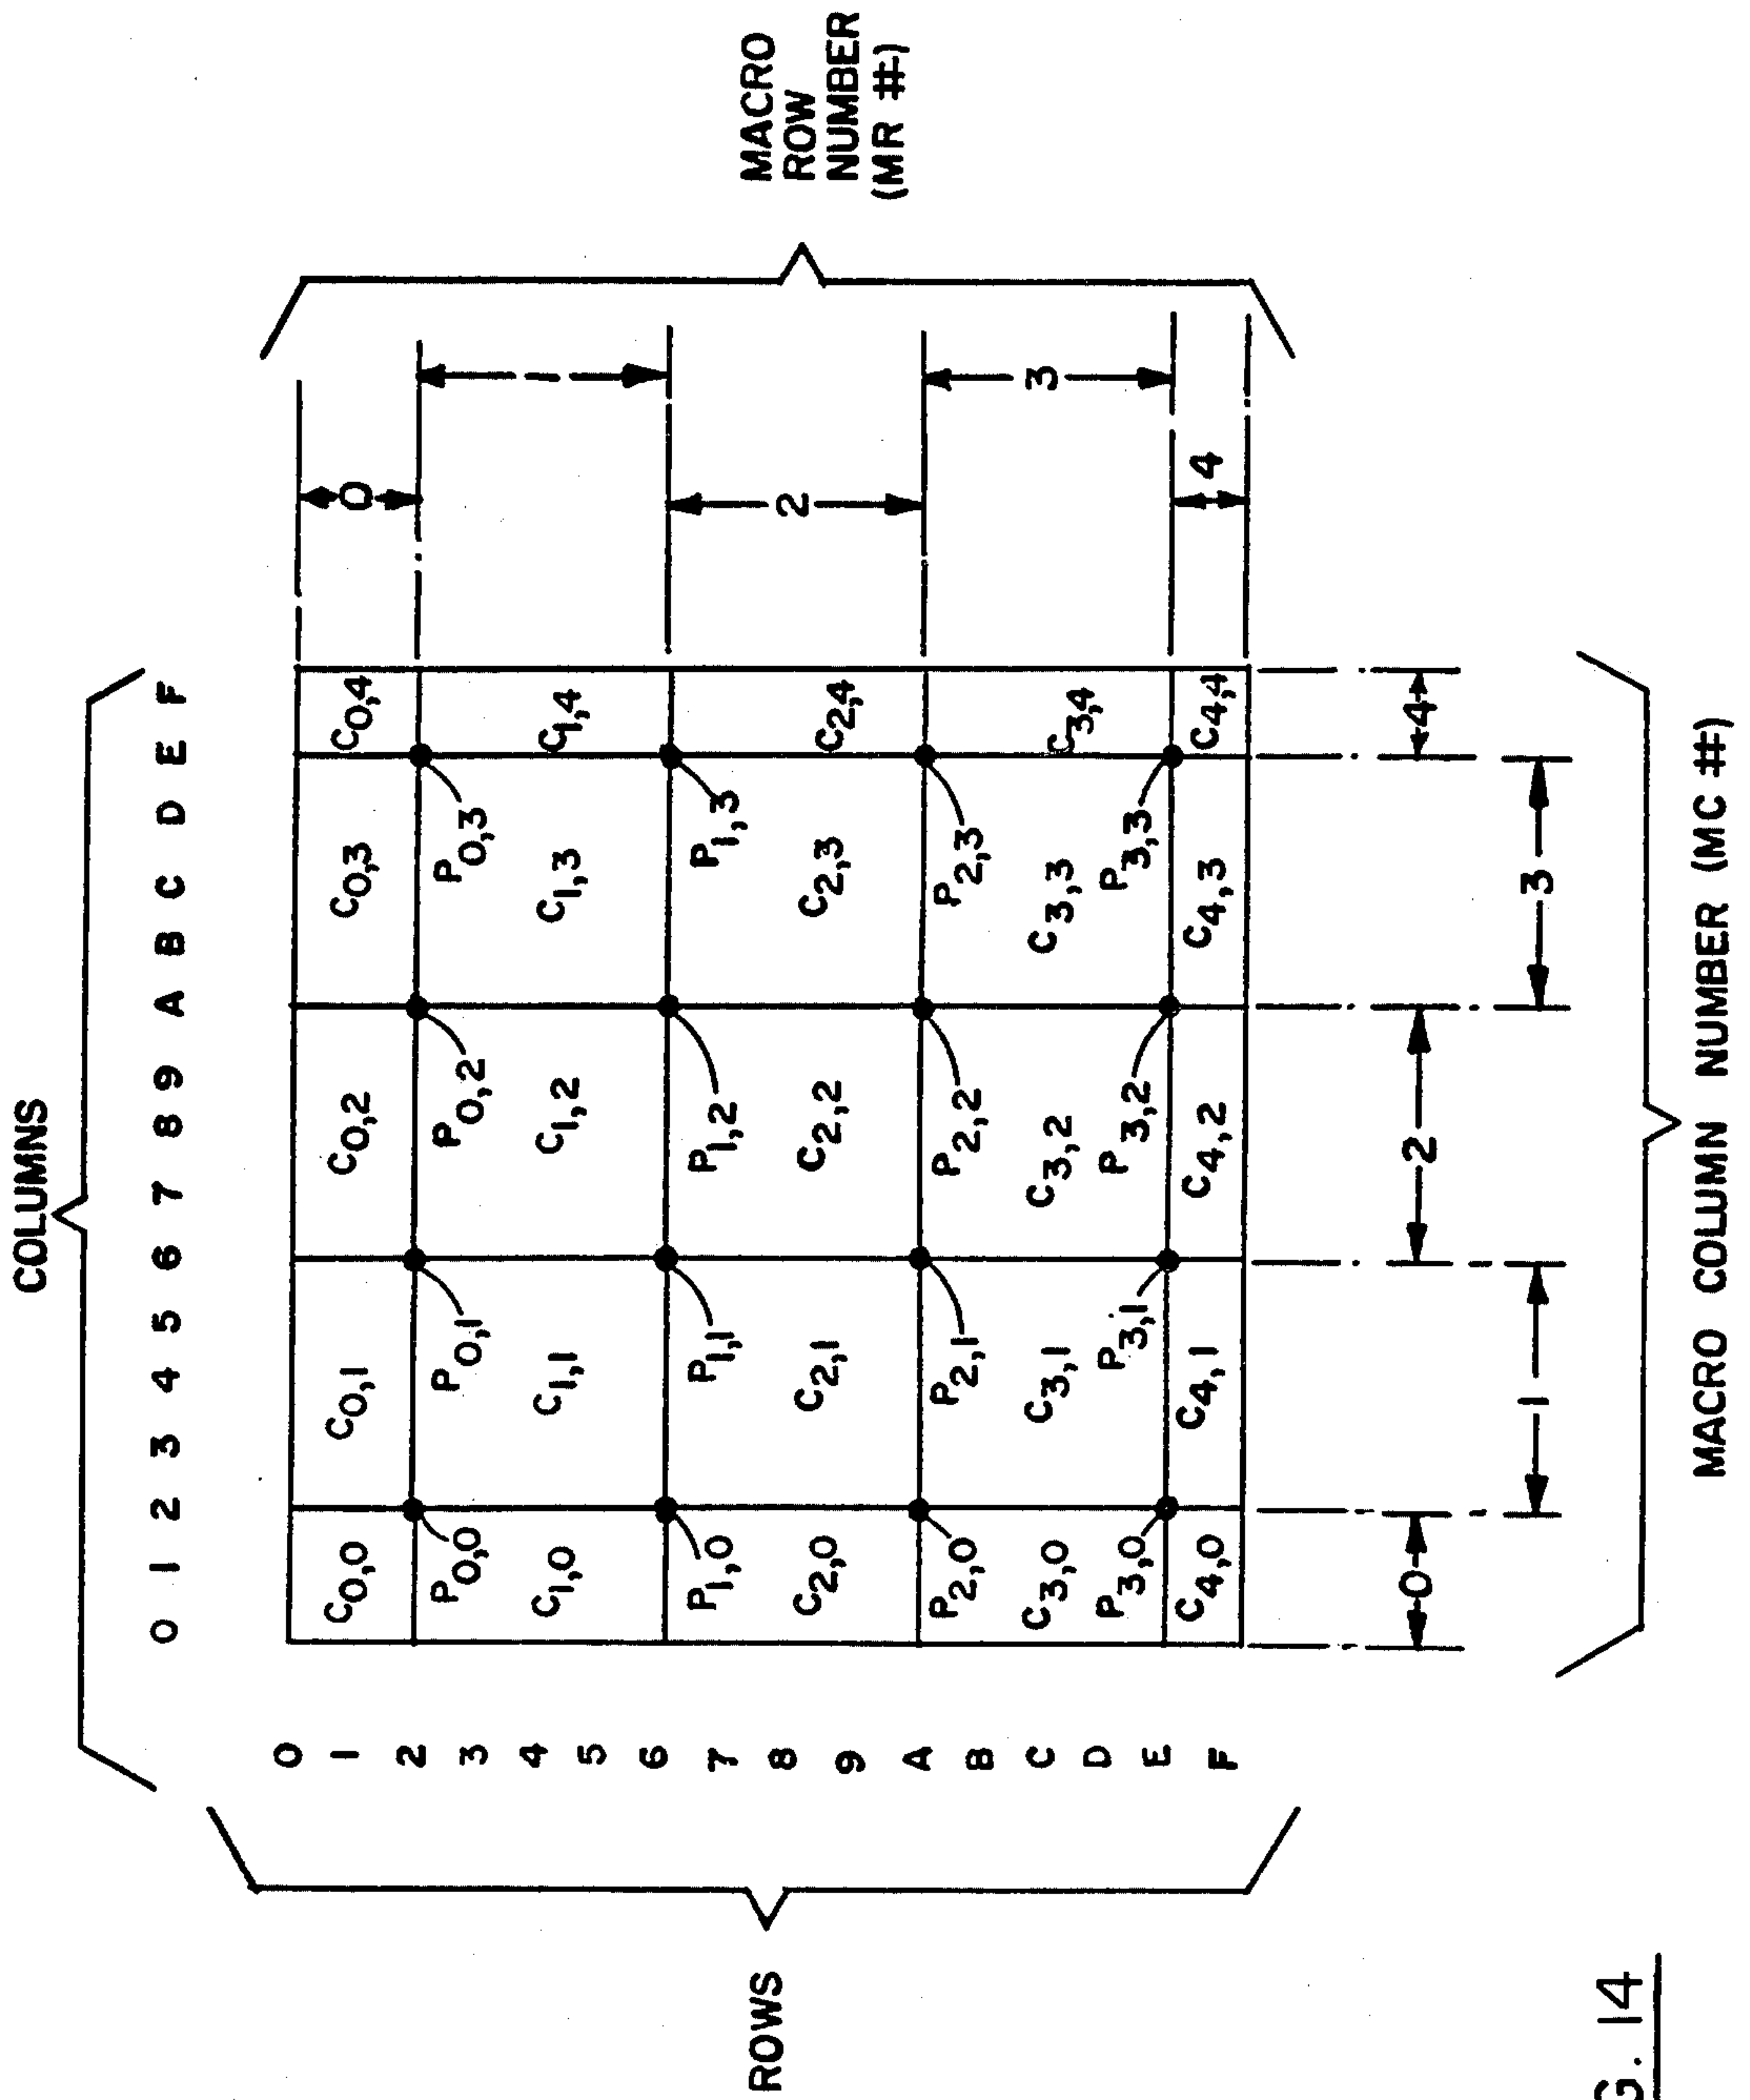 COLUMNS
0 1 2 3 4 5 6 7 8 9 A B C D E F
ROWS
0
1
2
3
4
5
6
7
8
9
A
B
C
D
E
F
C0,0 C0,1 C0,2 C0,3 C0,4
P0,0 P0,1 P0,2 P0,3
C1,0 C1,1 C1,2 C1,3 C1,4
P1,0 P1,1 P1,2 P1,3
C2,0 C2,1 C2,2 C2,3 C2,4
P2,0 P2,1 P2,2 P2,3
C3,0 C3,1 C3,2 C3,3 C3,4
P3,0 P3,1 P3,2 P3,3
C4,0 C4,1 C4,2 C4,3 C4,4
0
1
2
3
4
MACRO
ROW
NUMBER
(MR #)
0 2 4
1 3
MACRO COLUMN NUMBER (MC #)
G. 14